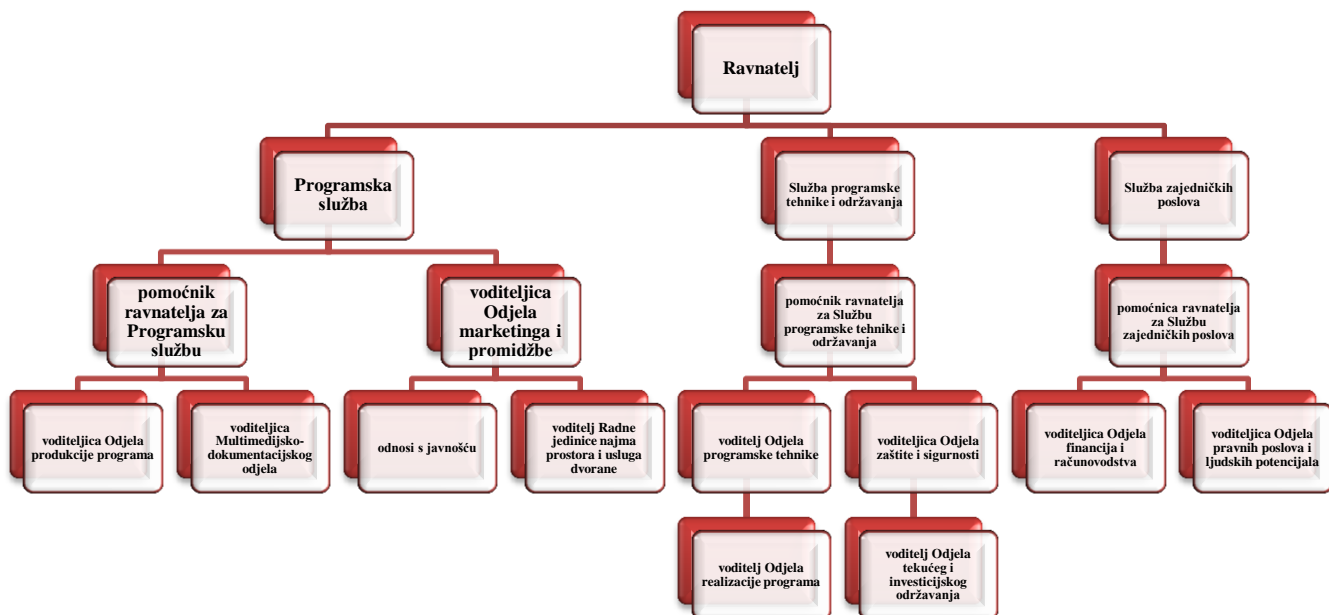 Ravnatelj
Programska
služba
Služba programske
tehnike i održavanja
Služba zajedničkih
poslova
pomoćnik
ravnatelja za
Programsku
službu
voditeljica
Odjela
marketinga i
promidžbe
pomoćnik ravnatelja
za Službu
programske tehnike i
održavanja
pomoćnica ravnatelja
za Službu
zajedničkih poslova
voditeljica Odjela
produkcije programa
voditeljica
Multimedijsko-
dokumentacijskog
odjela
odnosi s javnošću
voditelj Radne
jedinice najma
prostora i usluga
dvorane
voditelj Odjela
programske tehnike
voditeljica Odjela
zaštite i sigurnosti
voditeljica Odjela
financija i
računovodstva
voditeljica Odjela
pravnih poslova i
ljudskih potencijala
voditelj Odjela
realizacije programa
voditelj Odjela
tekućeg i
investicijskog
održavanja